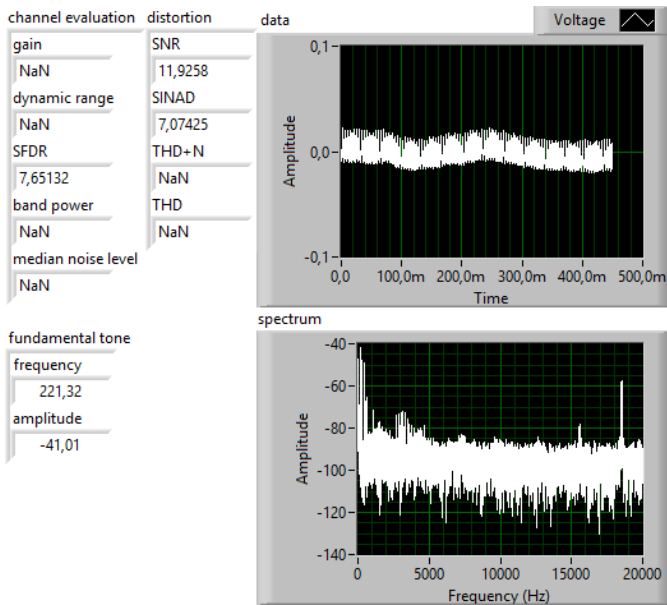 channel evaluation
gain
NaN
dynamic range
NaN
SFDR
7,65132
band power
NaN
median noise level
NaN
distortion
SNR
11,9258
SINAD
7,07425
THD+N
NaN
THD
NaN
fundamental tone
frequency
221,32
amplitude
-41,01
data
Voltage
Amplitude
0,1
0,0
-0,1
0,0 100,0m 200,0m 300,0m 400,0m 500,0m
Time
spectrum
Amplitude
-40
-60
-80
-100
-120
-140
0 5000 10000 15000 20000
Frequency (Hz)